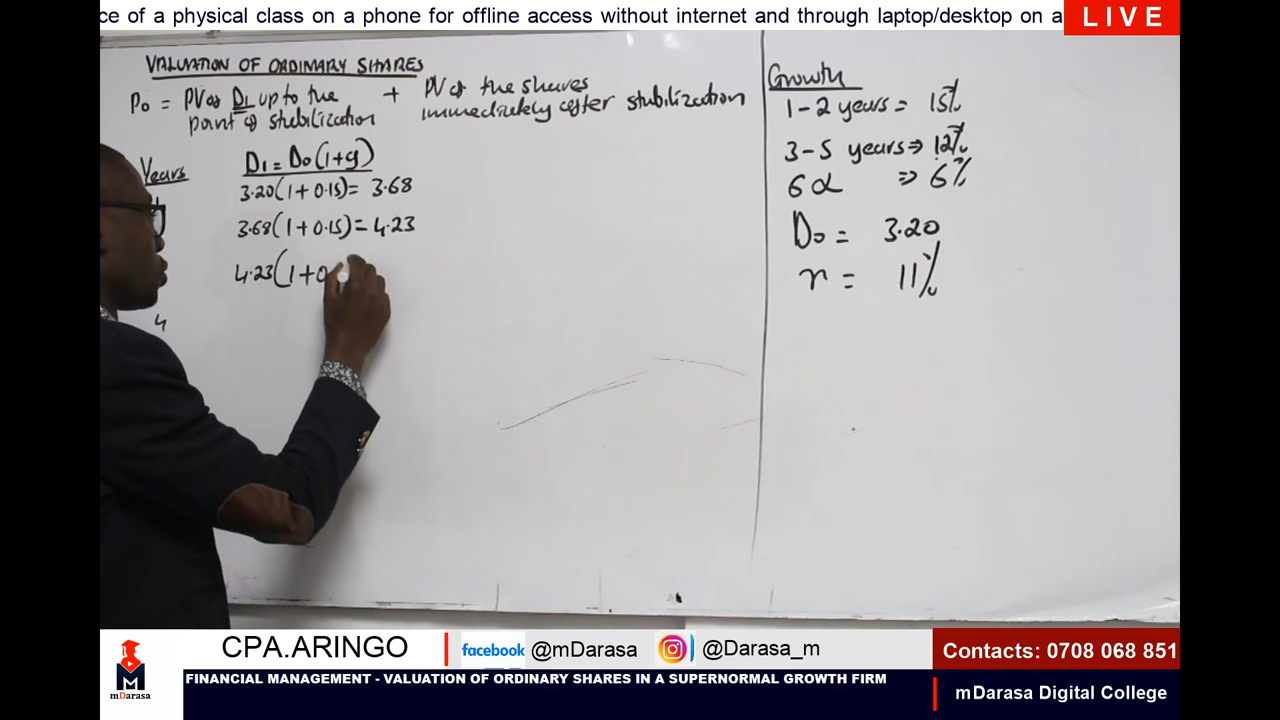 ce of a physical class on a phone for offline access without internet and through laptop/desktop on a
LIVE
VALUATION OF ORDINARY SHARES
P0 = PV of D1 up to the point of stabilization + PV of the shares immediately after stabilization
Years
D1 = D0(1+g)
3.20(1+0.15)= 3.68
3.68(1+0.15)= 4.23
4.23(1+0
4
Growth
1-2 years = 15%
3-5 years ⇒ 12%
6 α ⇒ 6%
D0 = 3.20
r = 11%
CPA.ARINGO
facebook @mDarasa
@Darasa_m
Contacts: 0708 068 851
M
mDarasa
FINANCIAL MANAGEMENT - VALUATION OF ORDINARY SHARES IN A SUPERNORMAL GROWTH FIRM
mDarasa Digital College